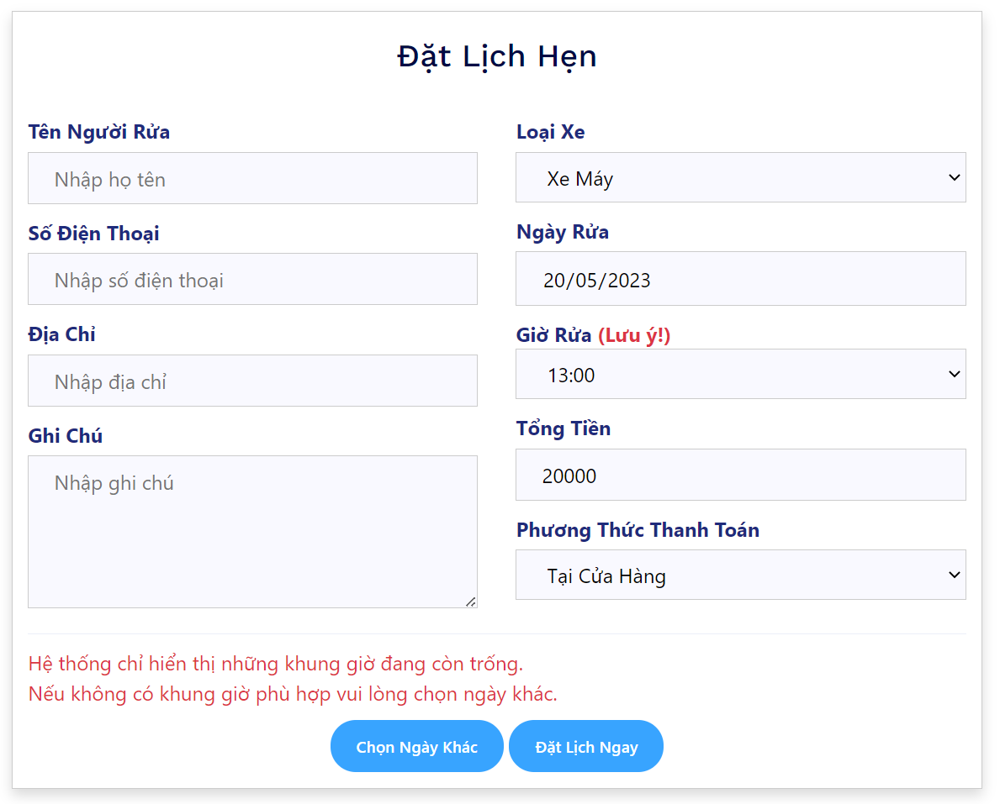 Đặt Lịch Hẹn
Tên Người Rửa
Nhập họ tên
Số Điện Thoại
Nhập số điện thoại
Địa Chỉ
Nhập địa chỉ
Ghi Chú
Nhập ghi chú
Loại Xe
Xe Máy
Ngày Rửa
20/05/2023
Giờ Rửa (Lưu ý!)
13:00
Tổng Tiền
20000
Phương Thức Thanh Toán
Tại Cửa Hàng
Hệ thống chỉ hiển thị những khung giờ đang còn trống.
Nếu không có khung giờ phù hợp vui lòng chọn ngày khác.
Chọn Ngày Khác
Đặt Lịch Ngay